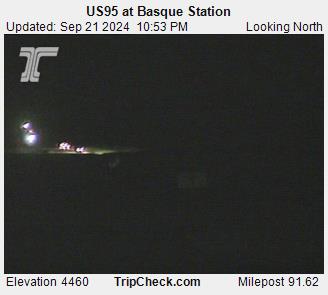 US95 at Basque Station
Updated: Sep 21 2024 10:53 PM Looking North
Elevation 4460 TripCheck.com Milepost 91.62